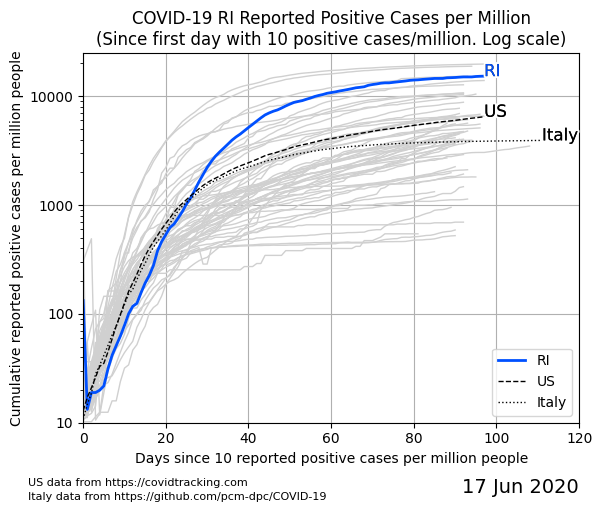 COVID-19 RI Reported Positive Cases per Million
(Since first day with 10 positive cases/million. Log scale)
Cumulative reported positive cases per million people
10000
1000
100
10
RI
US
Italy
RI
US
Italy
0 20 40 60 80 100 120
Days since 10 reported positive cases per million people
US data from https://covidtracking.com
Italy data from https://github.com/pcm-dpc/COVID-19
17 Jun 2020